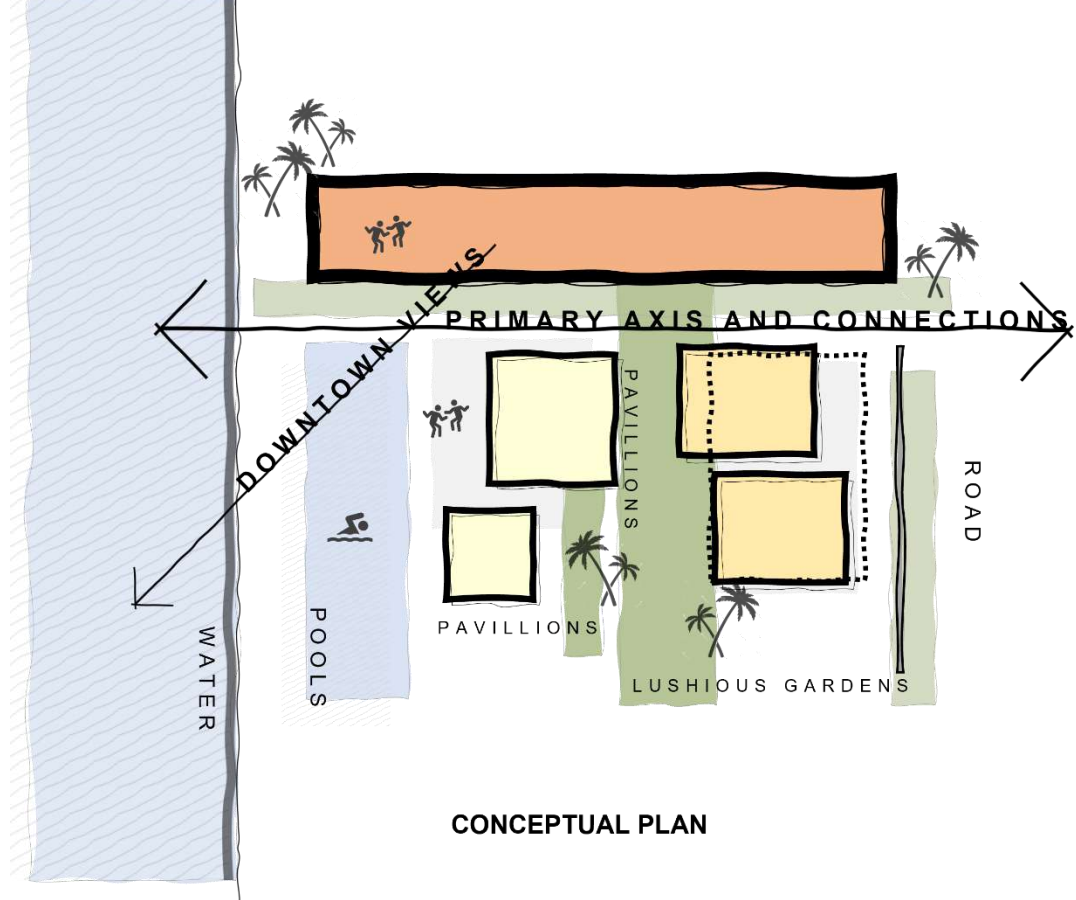 DOWNTOWN VIEWS
PRIMARY AXIS AND CONNECTIONS
PAVILLIONS
ROAD
WATER
POOLS
PAVILLIONS
LUSHIOUS GARDENS
CONCEPTUAL PLAN